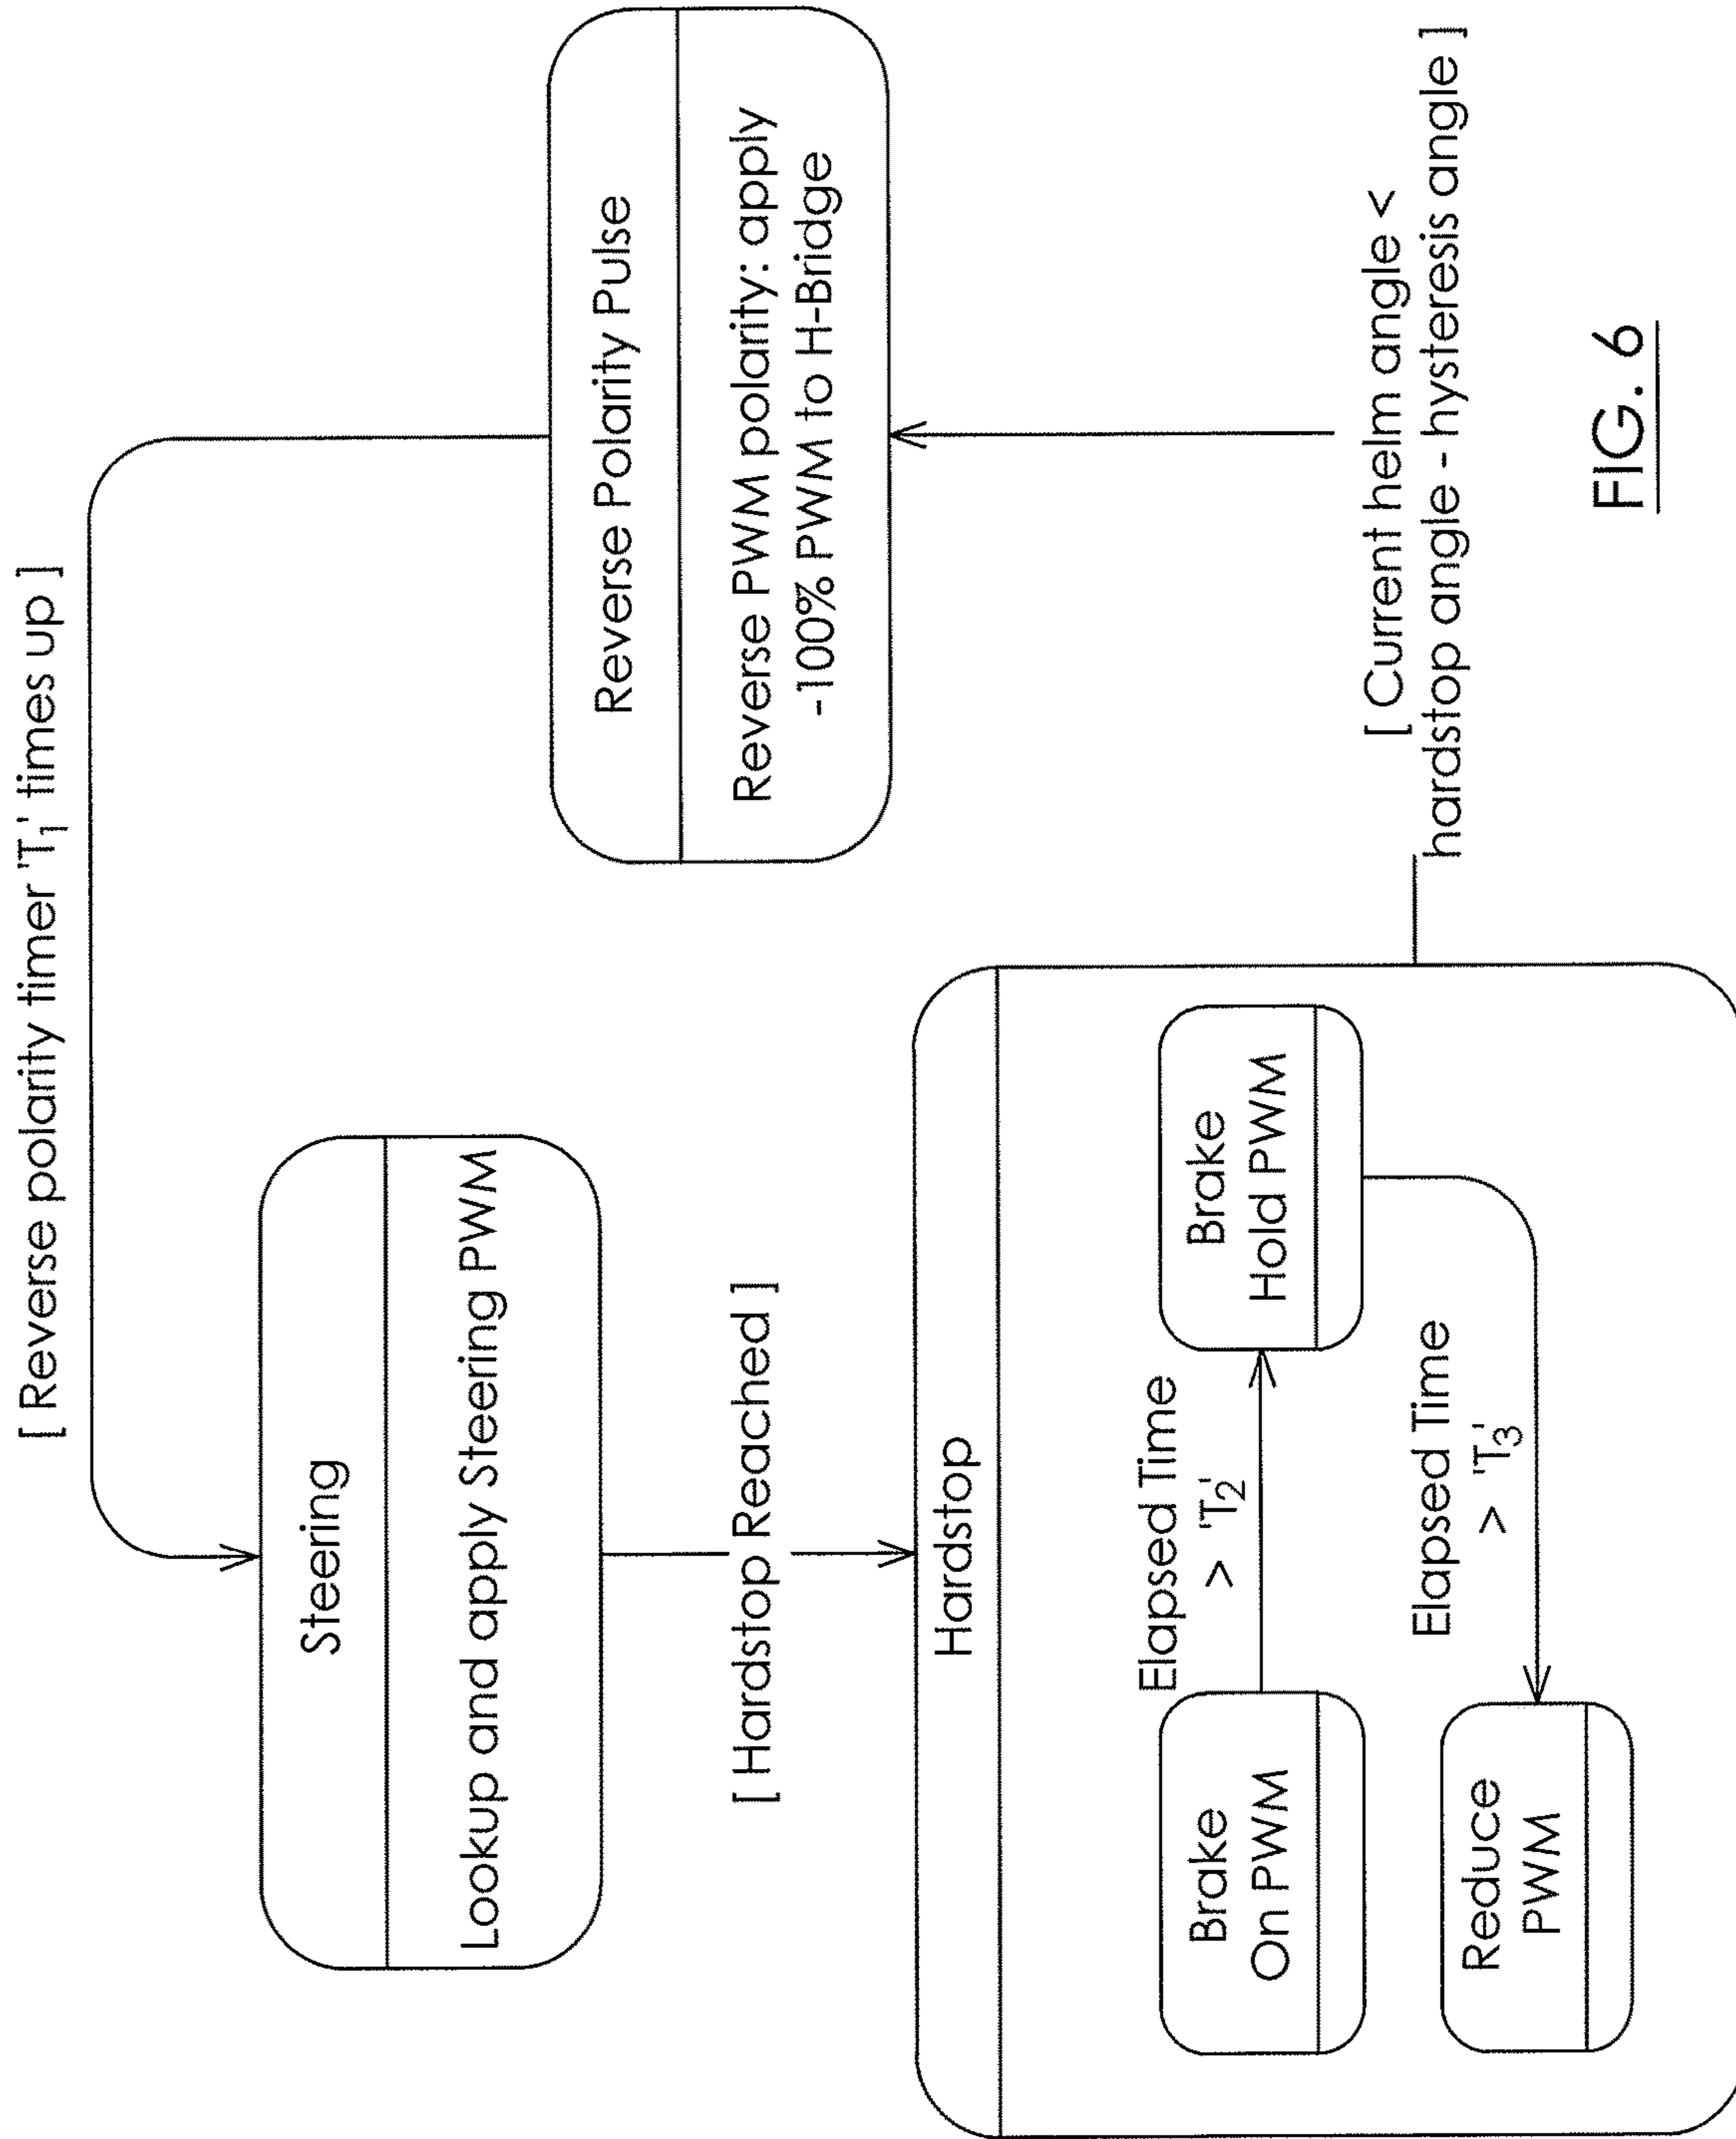 [ Reverse polarity timer 'T1' times up ]
Steering
Lookup and apply Steering PWM
Reverse Polarity Pulse
Reverse PWM polarity: apply
-100% PWM to H-Bridge
[ Hardstop Reached ]
Hardstop
Brake
On PWM
Elapsed Time
> 'T2'
Brake
Hold PWM
Elapsed Time
> 'T3'
Reduce
PWM
[ Current helm angle <
hardstop angle - hysteresis angle ]
FIG. 6